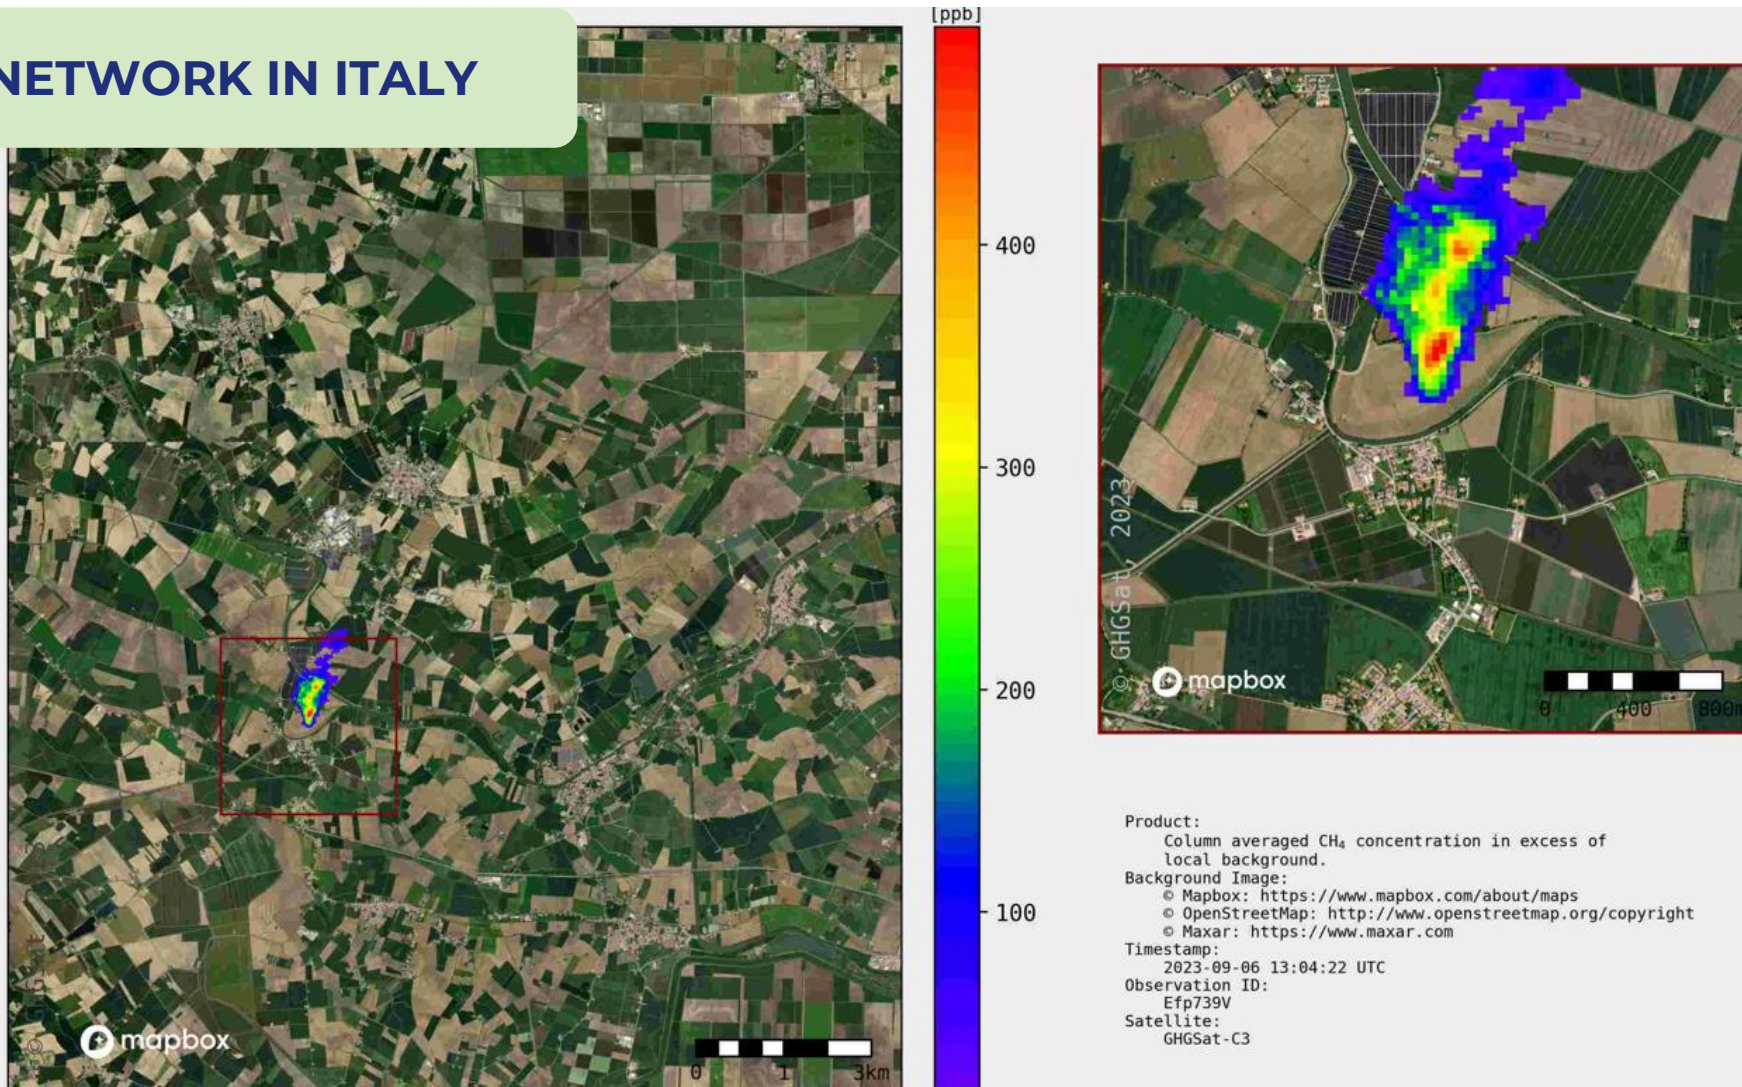 NETWORK IN ITALY
[ppb]
400
300
200
100
mapbox
0 1 3km
© GHGSat, 2023
mapbox
0 400 800m
Product:
Column averaged CH₄ concentration in excess of
local background.
Background Image:
© Mapbox: https://www.mapbox.com/about/maps
© OpenStreetMap: http://www.openstreetmap.org/copyright
© Maxar: https://www.maxar.com
Timestamp:
2023-09-06 13:04:22 UTC
Observation ID:
Efp739V
Satellite:
GHGSat-C3